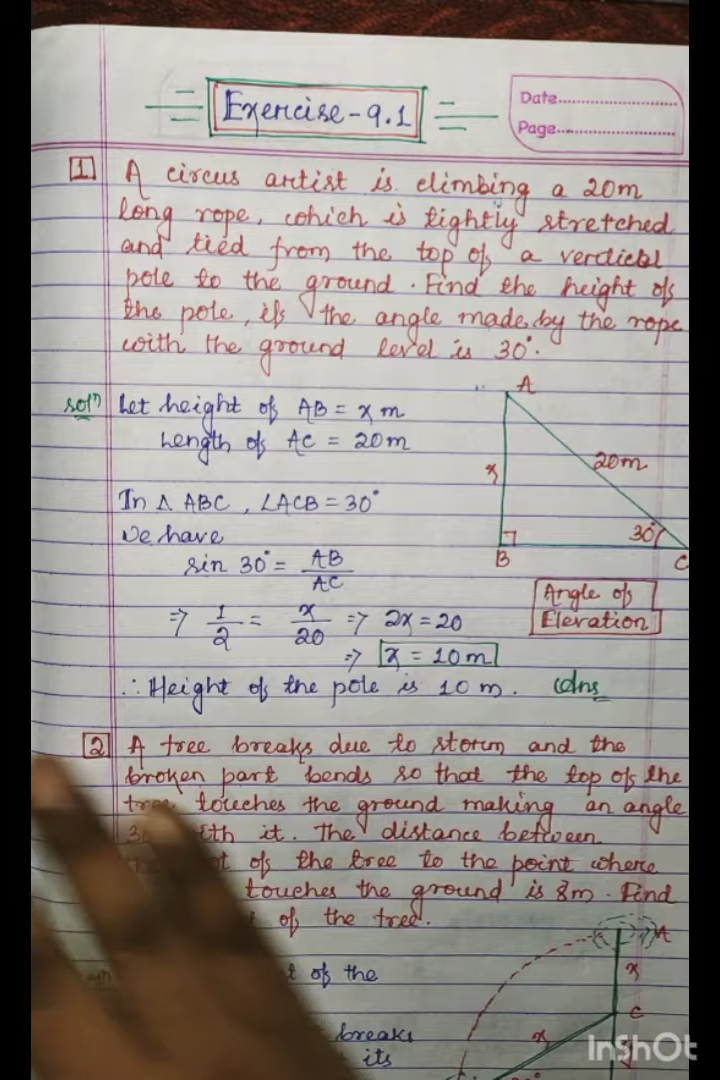 Exercise-9.1
Date
Page
1 A circus artist is climbing a 20m
long rope, which is tightly stretched
and tied from the top of a verdical
pole to the ground. Find the height of
the pole, if the angle made by the rope
with the ground level is 30°.
sol^n Let height of AB = x m
Length of AC = 20m
In △ ABC, ∠ACB = 30°
we have
sin 30° = AB/AC
⇒ 1/2 = x/20 ⇒ 2x = 20
⇒ x = 10 m
∴ Height of the pole is 10 m. Ans
A
20m
x
30°
B
C
Angle of
Elevation
2 A tree breaks due to storm and the
broken part bends so that the top of the
tree touches the ground making an angle
it. The distance between
of the tree to the point where
touches the ground is 8m. Find
of the tree.
of the
breaks
its
A
x
C
x
y
InShOt